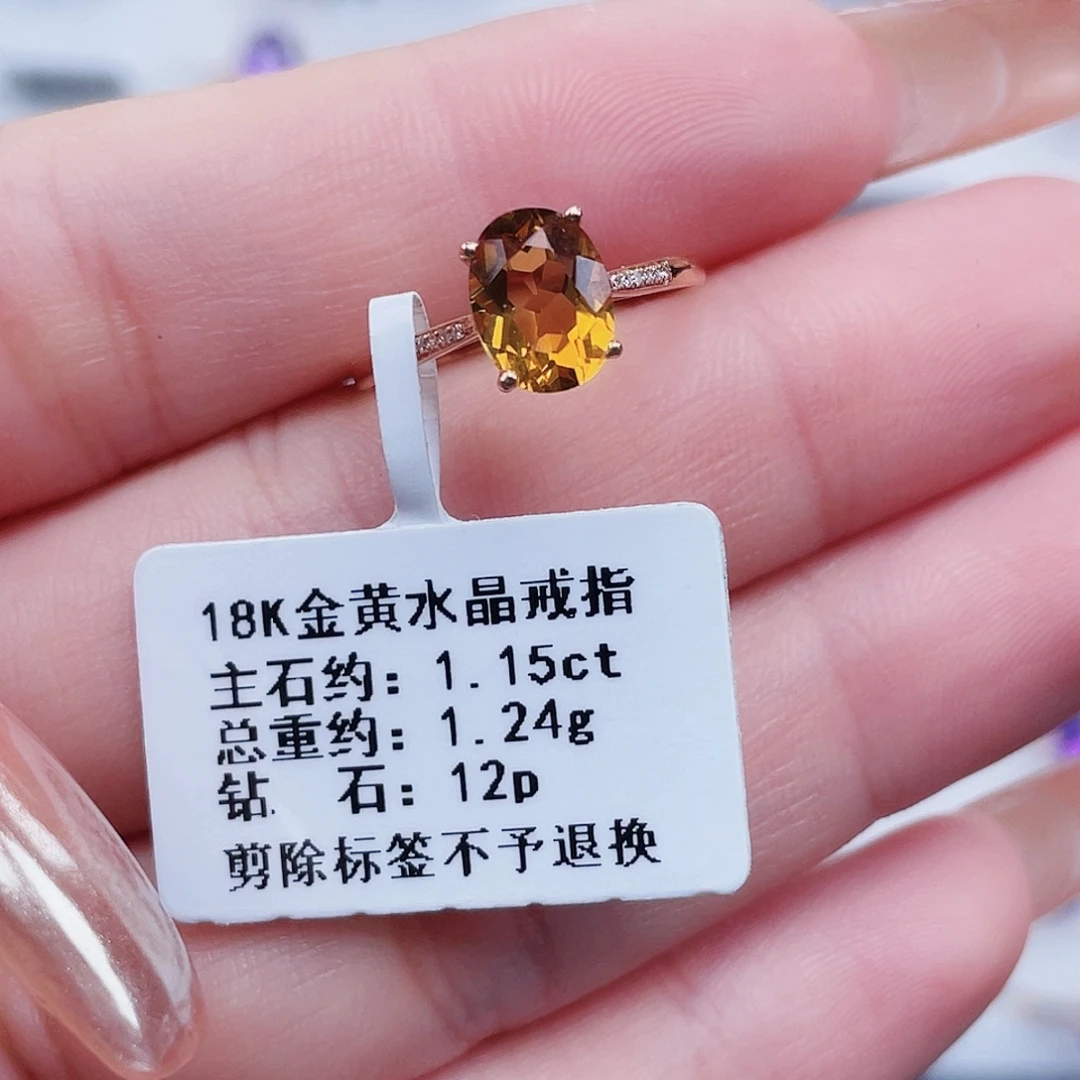 18K金黄水晶戒指
主石约: 1.15ct
总重约: 1.24g
钻 石: 12p
剪除标签不予退换